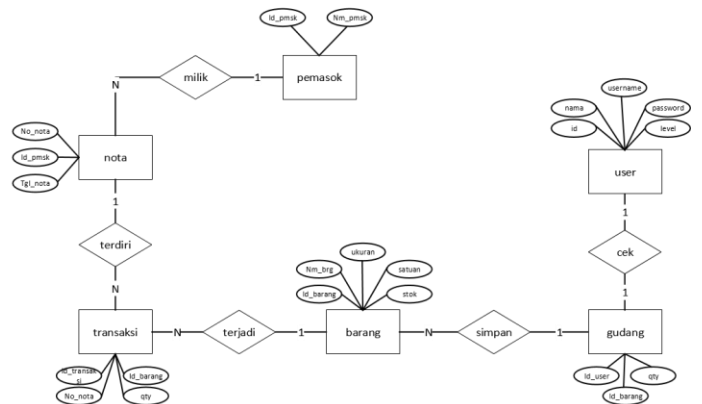 Id_pmsk
Nm_pmsk
milik
pemasok
N
1
username
nama
password
id
level
user
No_nota
Id_pmsk
Tgl_nota
nota
1
1
terdiri
cek
ukuran
Nm_brg
satuan
Id_barang
stok
N
1
transaksi
N
terjadi
1
barang
N
simpan
1
gudang
Id_transak
si
Id_barang
No_nota
qty
Id_user
qty
Id_barang